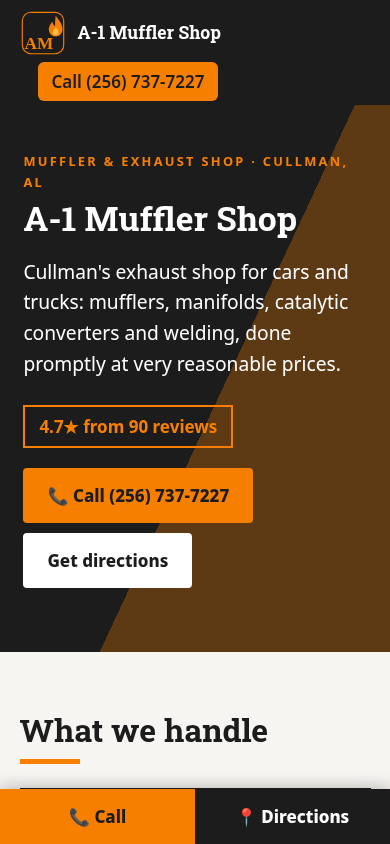 AM
A-1 Muffler Shop
Call (256) 737-7227
MUFFLER & EXHAUST SHOP · CULLMAN,
AL
A-1 Muffler Shop
Cullman's exhaust shop for cars and
trucks: mufflers, manifolds, catalytic
converters and welding, done
promptly at very reasonable prices.
4.7★ from 90 reviews
📞 Call (256) 737-7227
Get directions
What we handle
📞 Call
📍 Directions